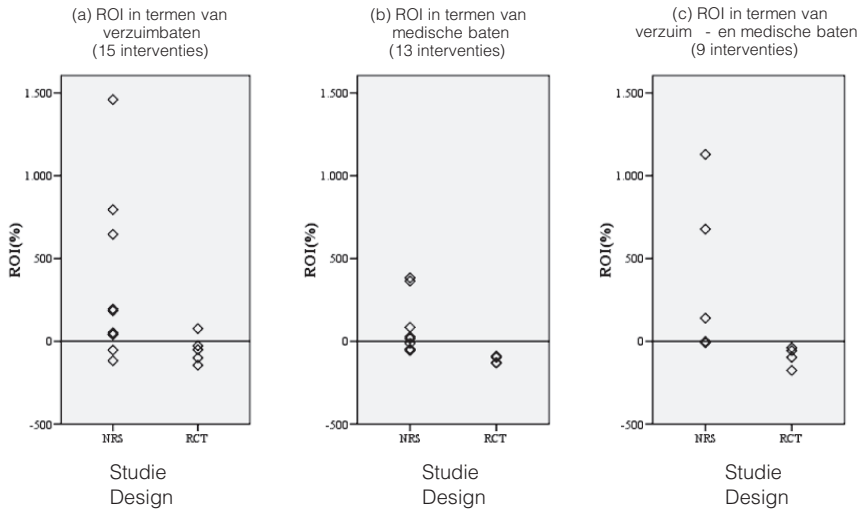 (a) ROI in termen van
verzuimbaten
(15 interventies)
1.500
1.000
500
0
-500
ROI(%)
NRS RCT
Studie
Design
(b) ROI in termen van
medische baten
(13 interventies)
1.500
1.000
500
0
-500
ROI(%)
NRS RCT
Studie
Design
(c) ROI in termen van
verzuim - en medische baten
(9 interventies)
1.500
1.000
500
0
-500
ROI(%)
NRS RCT
Studie
Design